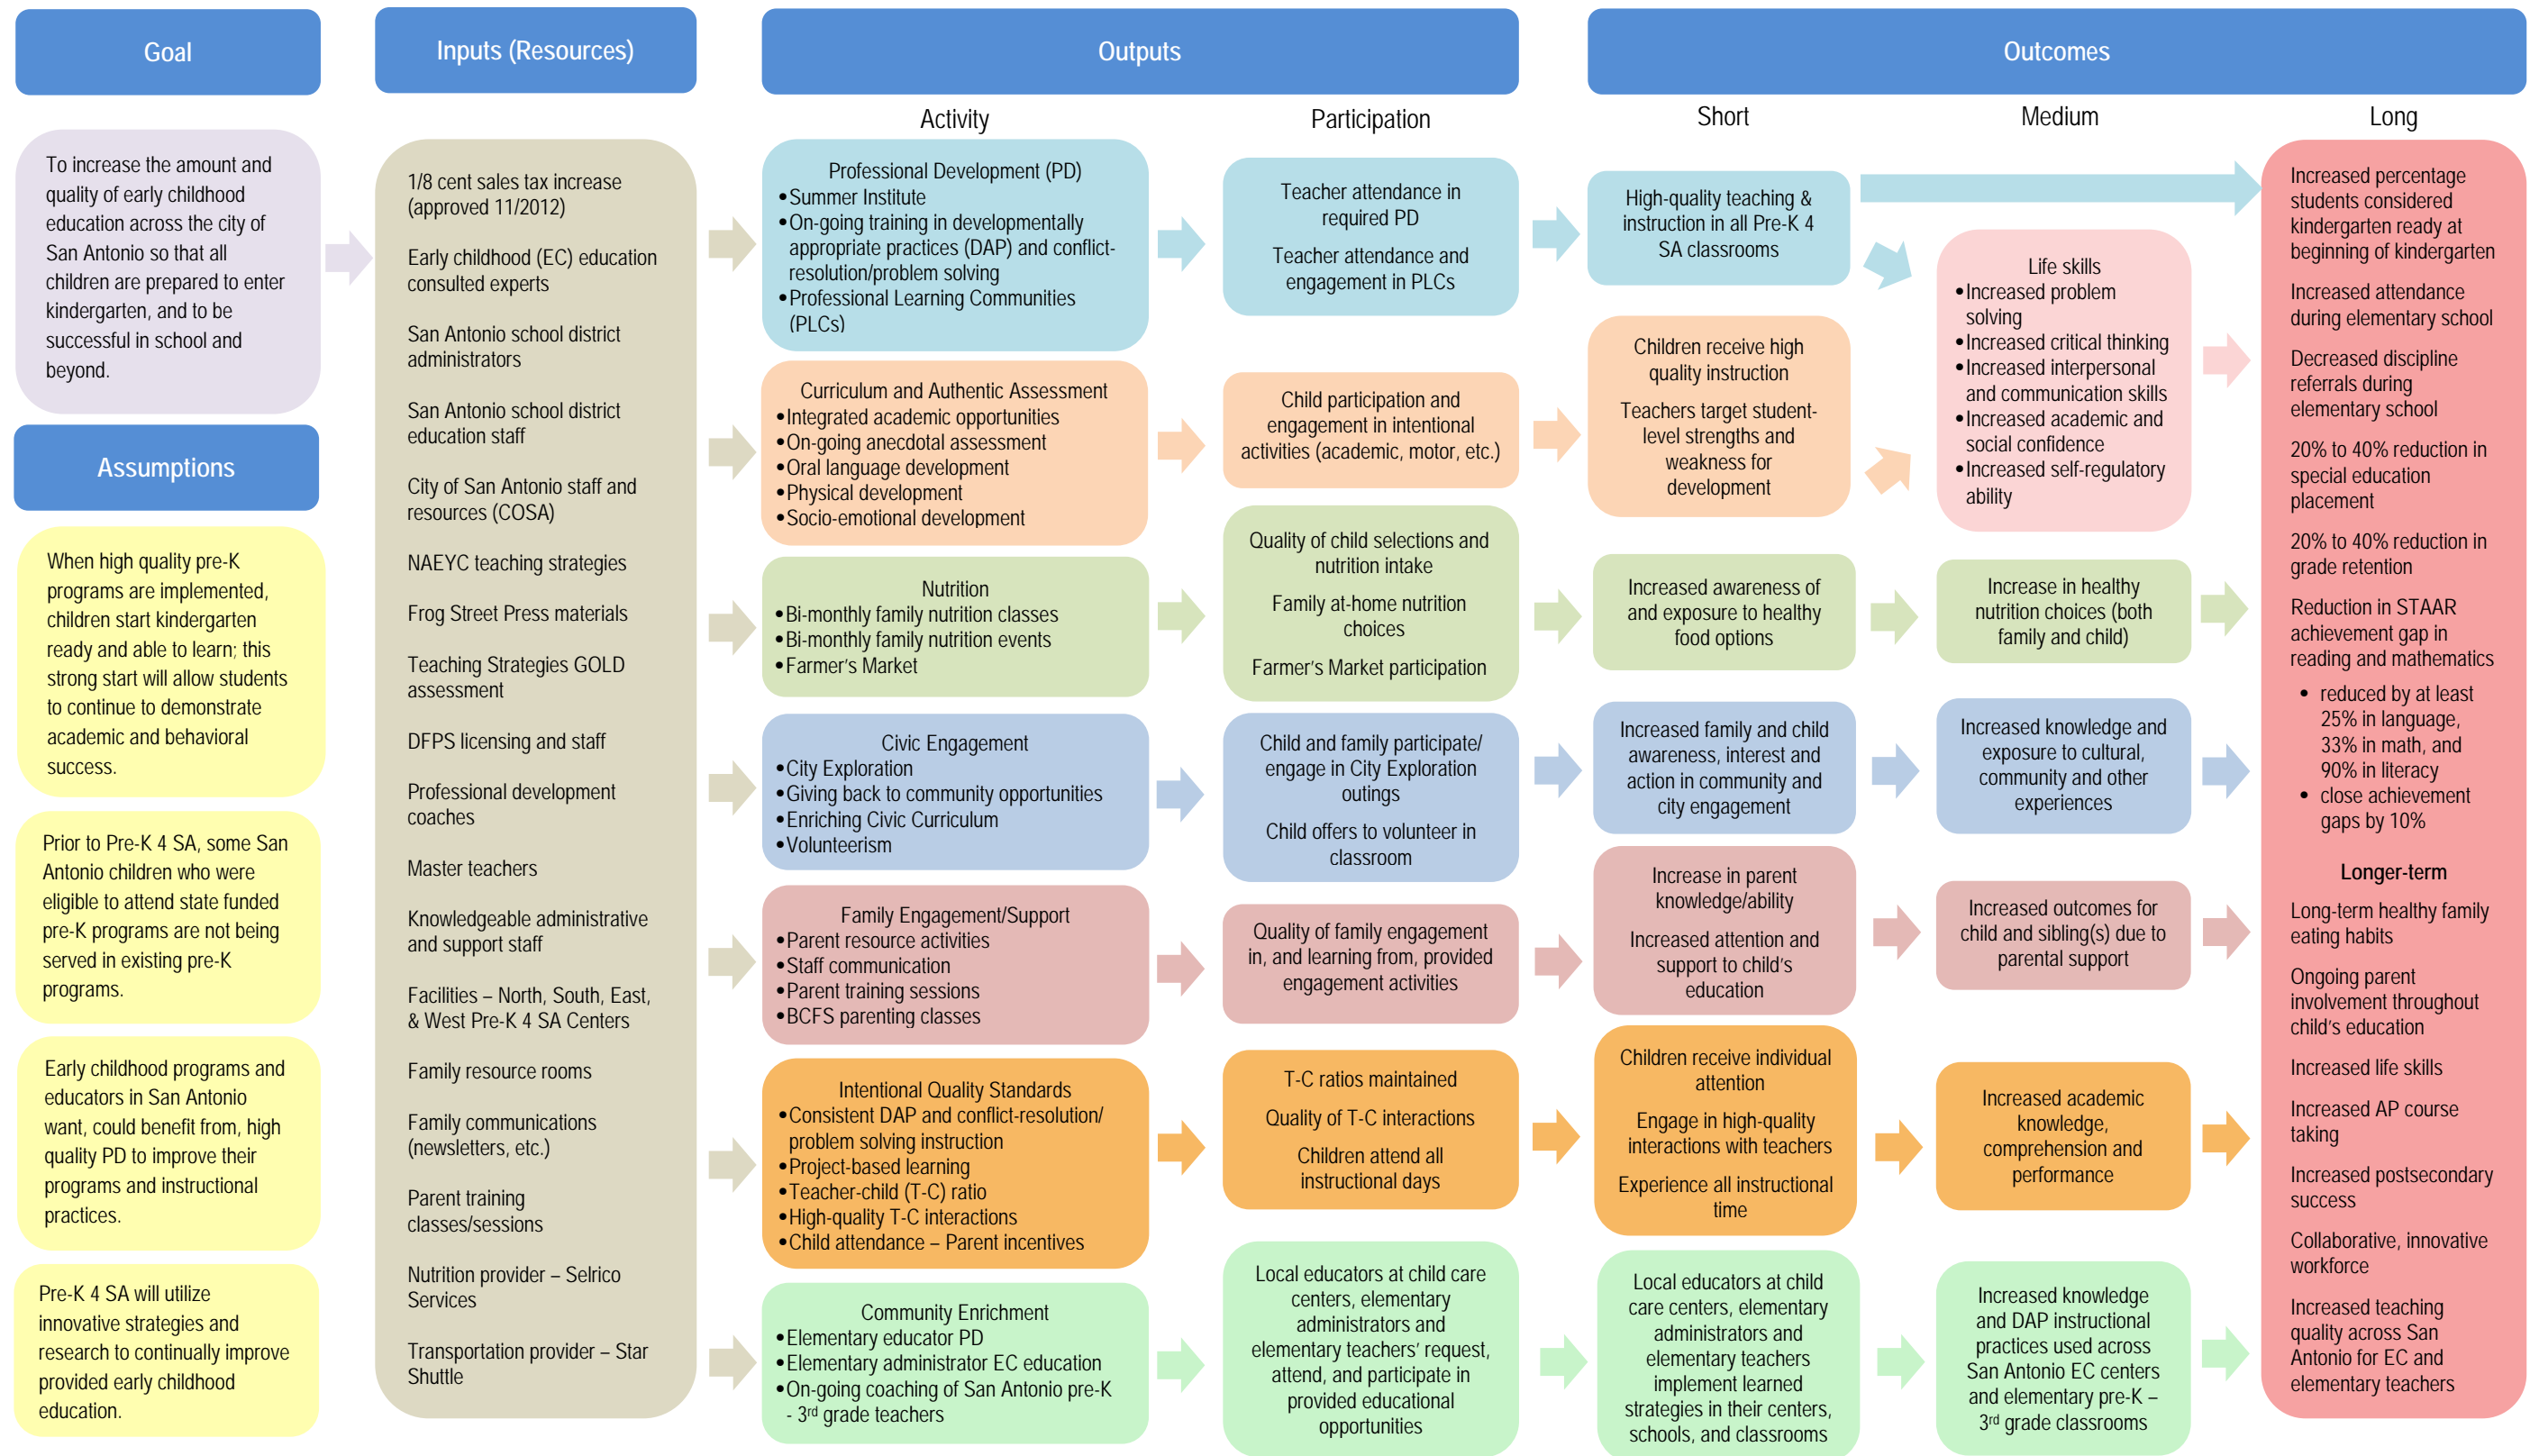 Goal
To increase the amount and
quality of early childhood
education across the city of
San Antonio so that all
children are prepared to enter
kindergarten, and to be
successful in school and
beyond.
Assumptions
When high quality pre-K
programs are implemented,
children start kindergarten
ready and able to learn; this
strong start will allow students
to continue to demonstrate
academic and behavioral
success.
Prior to Pre-K 4 SA, some San
Antonio children who were
eligible to attend state funded
pre-K programs are not being
served in existing pre-K
programs.
Early childhood programs and
educators in San Antonio
want, could benefit from, high
quality PD to improve their
programs and instructional
practices.
Pre-K 4 SA will utilize
innovative strategies and
research to continually improve
provided early childhood
education.
Inputs (Resources)
1/8 cent sales tax increase
(approved 11/2012)
Early childhood (EC) education
consulted experts
San Antonio school district
administrators
San Antonio school district
education staff
City of San Antonio staff and
resources (COSA)
NAEYC teaching strategies
Frog Street Press materials
Teaching Strategies GOLD
assessment
DFPS licensing and staff
Professional development
coaches
Master teachers
Knowledgeable administrative
and support staff
Facilities – North, South, East,
& West Pre-K 4 SA Centers
Family resource rooms
Family communications
(newsletters, etc.)
Parent training
classes/sessions
Nutrition provider – Selrico
Services
Transportation provider – Star
Shuttle
Outputs
Activity
Professional Development (PD)
• Summer Institute
• On-going training in developmentally
appropriate practices (DAP) and conflict-
resolution/problem solving
• Professional Learning Communities
(PLCs)
Curriculum and Authentic Assessment
• Integrated academic opportunities
• On-going anecdotal assessment
• Oral language development
• Physical development
• Socio-emotional development
Nutrition
• Bi-monthly family nutrition classes
• Bi-monthly family nutrition events
• Farmer’s Market
Civic Engagement
• City Exploration
• Giving back to community opportunities
• Enriching Civic Curriculum
• Volunteerism
Family Engagement/Support
• Parent resource activities
• Staff communication
• Parent training sessions
• BCFS parenting classes
Intentional Quality Standards
• Consistent DAP and conflict-resolution/
problem solving instruction
• Project-based learning
• Teacher-child (T-C) ratio
• High-quality T-C interactions
• Child attendance – Parent incentives
Community Enrichment
• Elementary educator PD
• Elementary administrator EC education
• On-going coaching of San Antonio pre-K
- 3rd grade teachers
Participation
Teacher attendance in
required PD
Teacher attendance and
engagement in PLCs
Child participation and
engagement in intentional
activities (academic, motor, etc.)
Quality of child selections and
nutrition intake
Family at-home nutrition
choices
Farmer’s Market participation
Child and family participate/
engage in City Exploration
outings
Child offers to volunteer in
classroom
Quality of family engagement
in, and learning from, provided
engagement activities
T-C ratios maintained
Quality of T-C interactions
Children attend all
instructional days
Local educators at child care
centers, elementary
administrators and
elementary teachers’ request,
attend, and participate in
provided educational
opportunities
Outcomes
Short
High-quality teaching &
instruction in all Pre-K 4
SA classrooms
Children receive high
quality instruction
Teachers target student-
level strengths and
weakness for
development
Increased awareness of
and exposure to healthy
food options
Increased family and child
awareness, interest and
action in community and
city engagement
Increase in parent
knowledge/ability
Increased attention and
support to child’s
education
Children receive individual
attention
Engage in high-quality
interactions with teachers
Experience all instructional
time
Local educators at child
care centers, elementary
administrators and
elementary teachers
implement learned
strategies in their centers,
schools, and classrooms
Medium
Life skills
• Increased problem
solving
• Increased critical thinking
• Increased interpersonal
and communication skills
• Increased academic and
social confidence
• Increased self-regulatory
ability
Increase in healthy
nutrition choices (both
family and child)
Increased knowledge and
exposure to cultural,
community and other
experiences
Increased outcomes for
child and sibling(s) due to
parental support
Increased academic
knowledge,
comprehension and
performance
Increased knowledge
and DAP instructional
practices used across
San Antonio EC centers
and elementary pre-K –
3rd grade classrooms
Long
Increased percentage
students considered
kindergarten ready at
beginning of kindergarten
Increased attendance
during elementary school
Decreased discipline
referrals during
elementary school
20% to 40% reduction in
special education
placement
20% to 40% reduction in
grade retention
Reduction in STAAR
achievement gap in
reading and mathematics
• reduced by at least
25% in language,
33% in math, and
90% in literacy
• close achievement
gaps by 10%
Longer-term
Long-term healthy family
eating habits
Ongoing parent
involvement throughout
child’s education
Increased life skills
Increased AP course
taking
Increased postsecondary
success
Collaborative, innovative
workforce
Increased teaching
quality across San
Antonio for EC and
elementary teachers